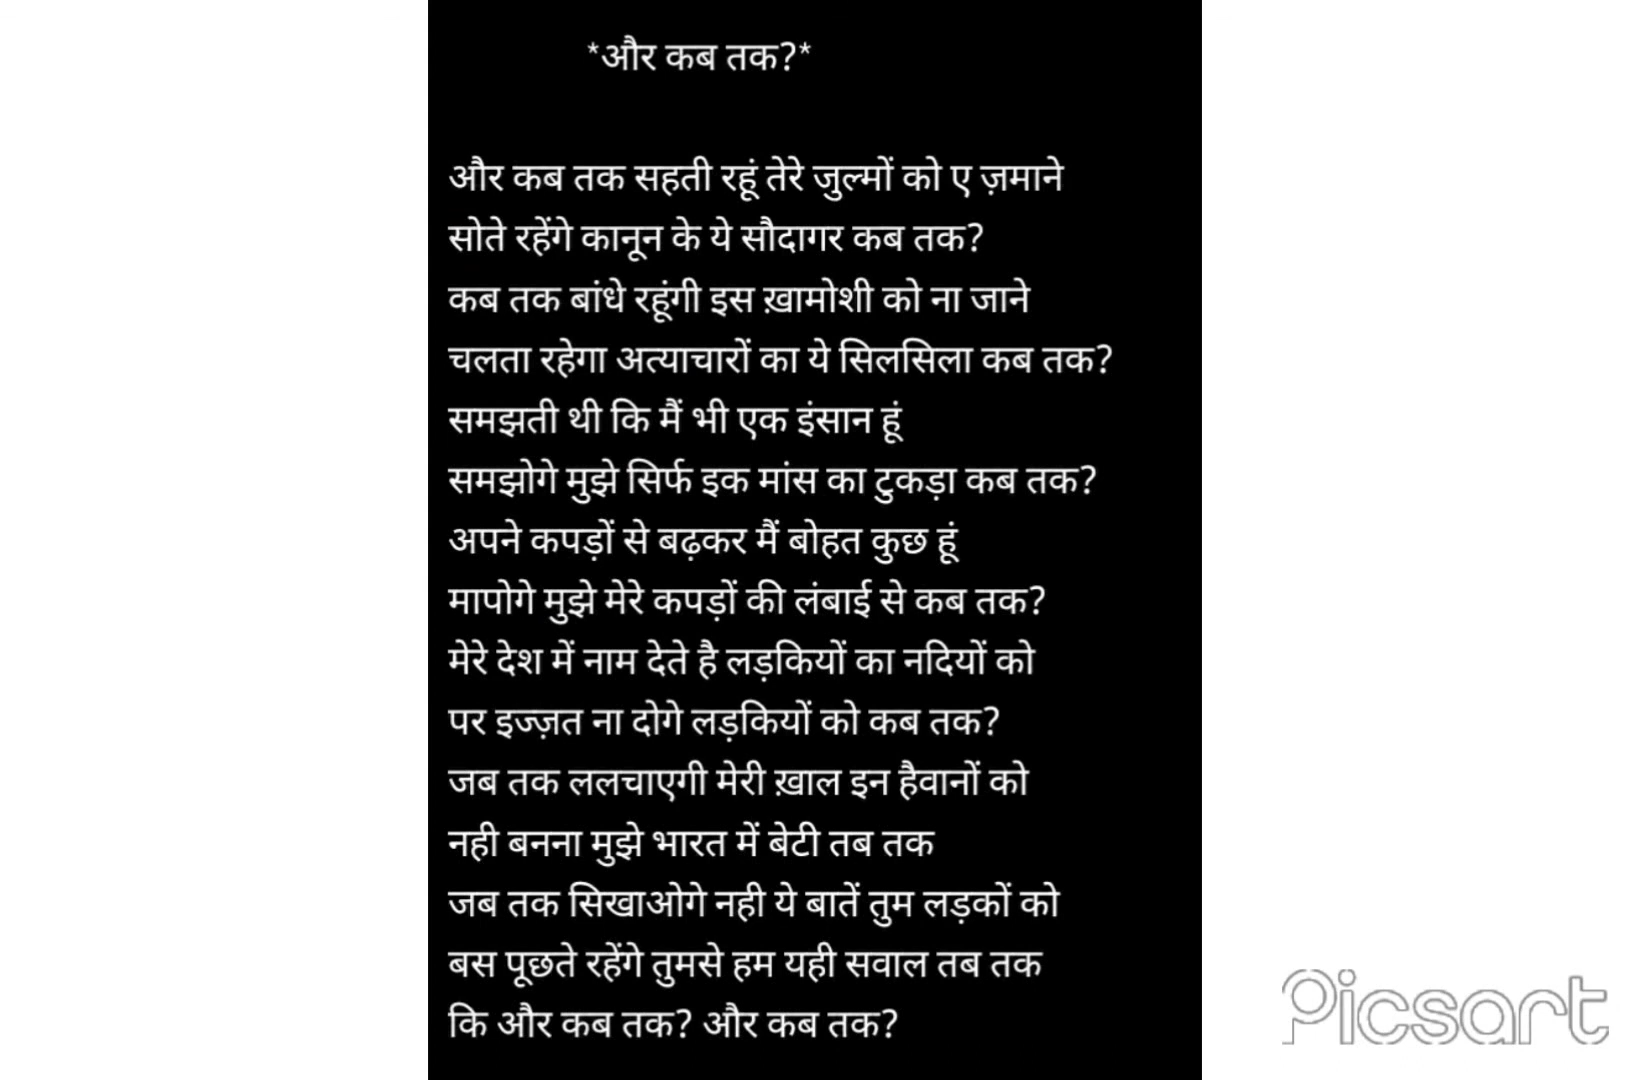 *और कब तक?*
और कब तक सहती रहूं तेरे जुल्मों को ए ज़माने
सोते रहेंगे कानून के ये सौदागर कब तक?
कब तक बांधे रहूंगी इस ख़ामोशी को ना जाने
चलता रहेगा अत्याचारों का ये सिलसिला कब तक?
समझती थी कि मैं भी एक इंसान हूं
समझोगे मुझे सिर्फ इक मांस का टुकड़ा कब तक?
अपने कपड़ों से बढ़कर मैं बोहत कुछ हूं
मापोगे मुझे मेरे कपड़ों की लंबाई से कब तक?
मेरे देश में नाम देते है लड़कियों का नदियों को
पर इज्ज़त ना दोगे लड़कियों को कब तक?
जब तक ललचाएगी मेरी ख़ाल इन हैवानों को
नही बनना मुझे भारत में बेटी तब तक
जब तक सिखाओगे नही ये बातें तुम लड़कों को
बस पूछते रहेंगे तुमसे हम यही सवाल तब तक
कि और कब तक? और कब तक?
Picsart